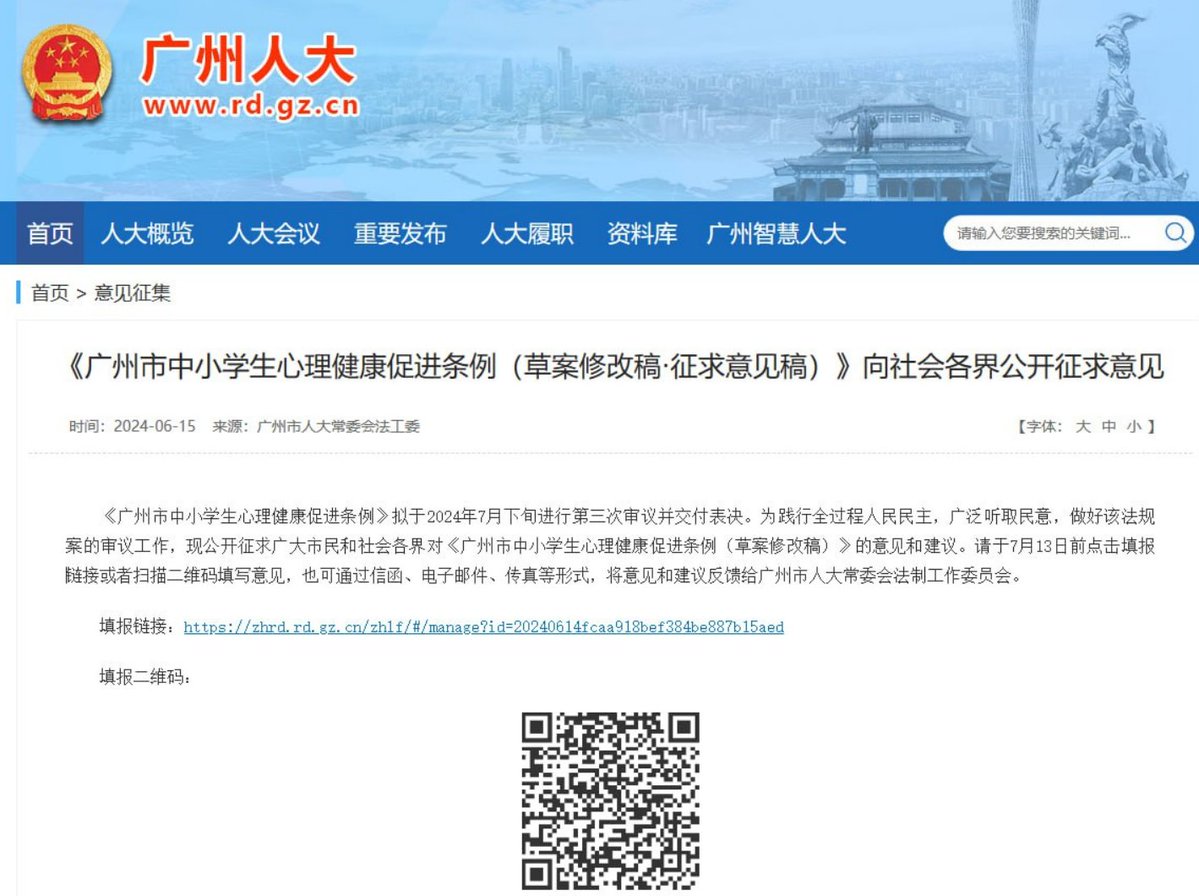 广州人大
www.rd.gz.cn
首页 人大概览 人大会议 重要发布 人大履职 资料库 广州智慧人大 请输入您要搜索的关键词...
首页 > 意见征集
《广州市中小学生心理健康促进条例（草案修改稿·征求意见稿）》向社会各界公开征求意见
时间：2024-06-15 来源：广州市人大常委会法工委 【字体： 大 中 小 】
《广州市中小学生心理健康促进条例》拟于2024年7月下旬进行第三次审议并交付表决。为践行全过程人民民主，广泛听取民意，做好该法规
案的审议工作，现公开征求广大市民和社会各界对《广州市中小学生心理健康促进条例（草案修改稿）》的意见和建议。请于7月13日前点击填报
链接或者扫描二维码填写意见，也可通过信函、电子邮件、传真等形式，将意见和建议反馈给广州市人大常委会法制工作委员会。
填报链接：https://zhrd.rd.gz.cn/zhlf/#/manage?id=20240614fcaa918bef384be887b15aed
填报二维码：